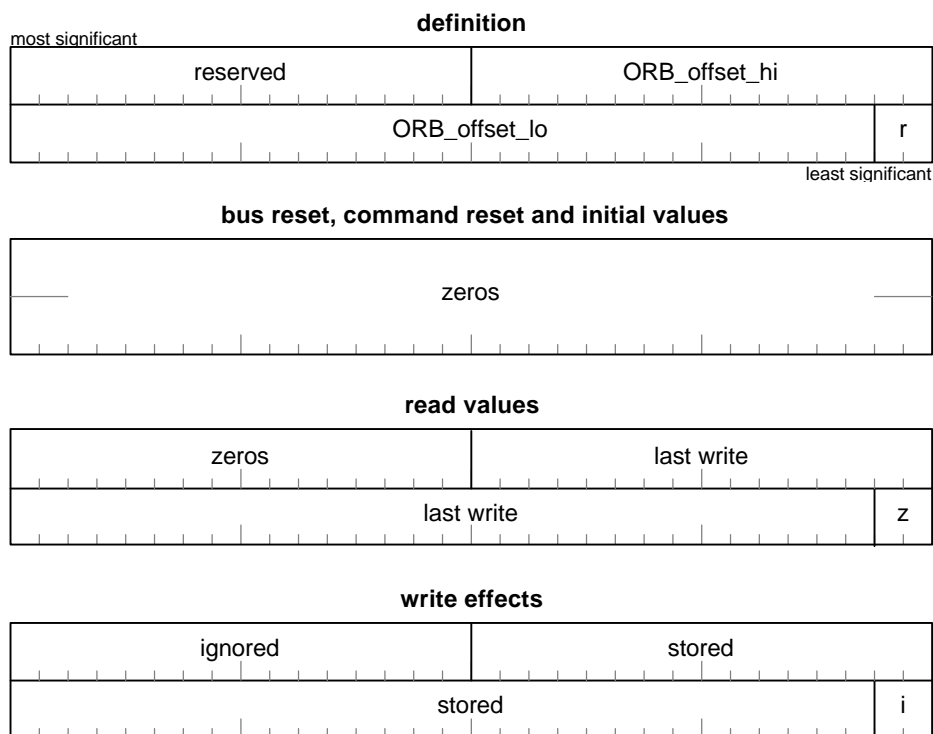 definition
most significant
reserved ORB_offset_hi
ORB_offset_lo r
least significant
bus reset, command reset and initial values
zeros
read values
zeros last write
last write z
write effects
ignored stored
stored i